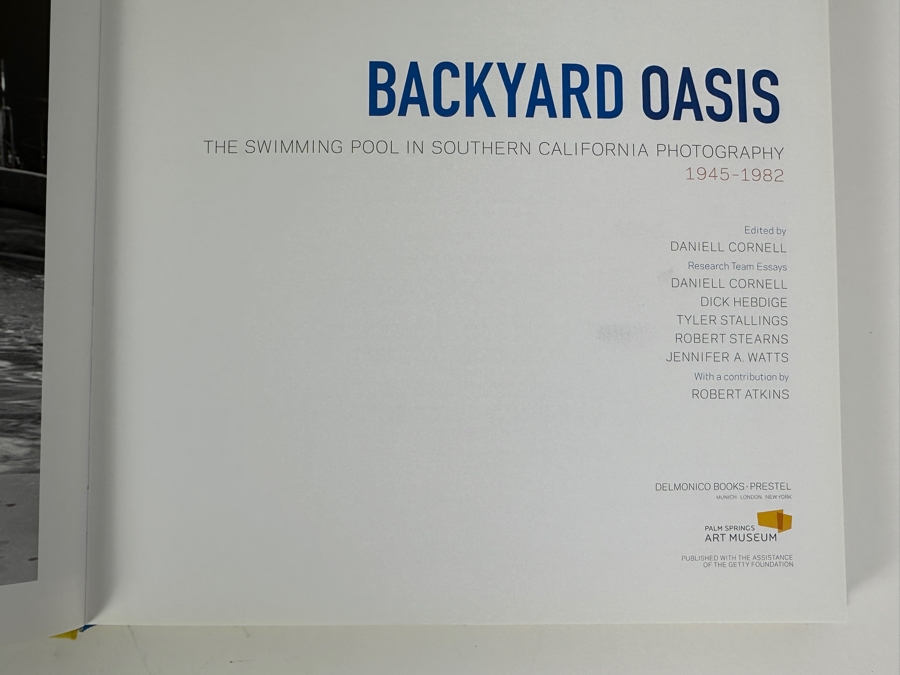 BACKYARD OASIS
THE SWIMMING POOL IN SOUTHERN CALIFORNIA PHOTOGRAPHY
1945–1982
Edited by
DANIELL CORNELL
Research Team Essays
DANIELL CORNELL
DICK HEBDIGE
TYLER STALLINGS
ROBERT STEARNS
JENNIFER A. WATTS
With a contribution by
ROBERT ATKINS
DELMONICO BOOKS · PRESTEL
MUNICH LONDON NEW YORK
PALM SPRINGS
ART MUSEUM
PUBLISHED WITH THE ASSISTANCE
OF THE GETTY FOUNDATION